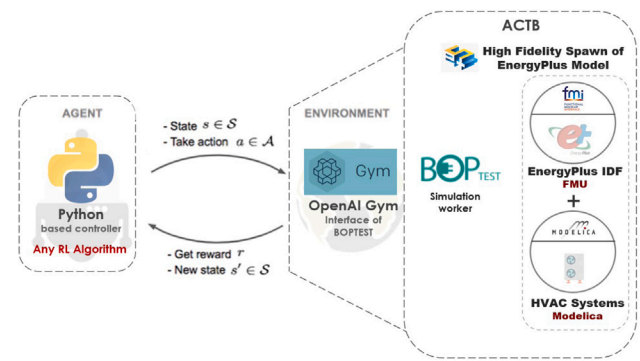 ACTB
High Fidelity Spawn of
EnergyPlus Model
AGENT
Python
based controller
Any RL Algorithm
- State s ∈ S
- Take action a ∈ A
- Get reward r
- New state s′ ∈ S
ENVIRONMENT
Gym
OpenAI Gym
Interface of
BOPTEST
BOPTEST
Simulation
worker
fmi
EnergyPlus IDF
FMU
+
MODELICA
HVAC Systems
Modelica